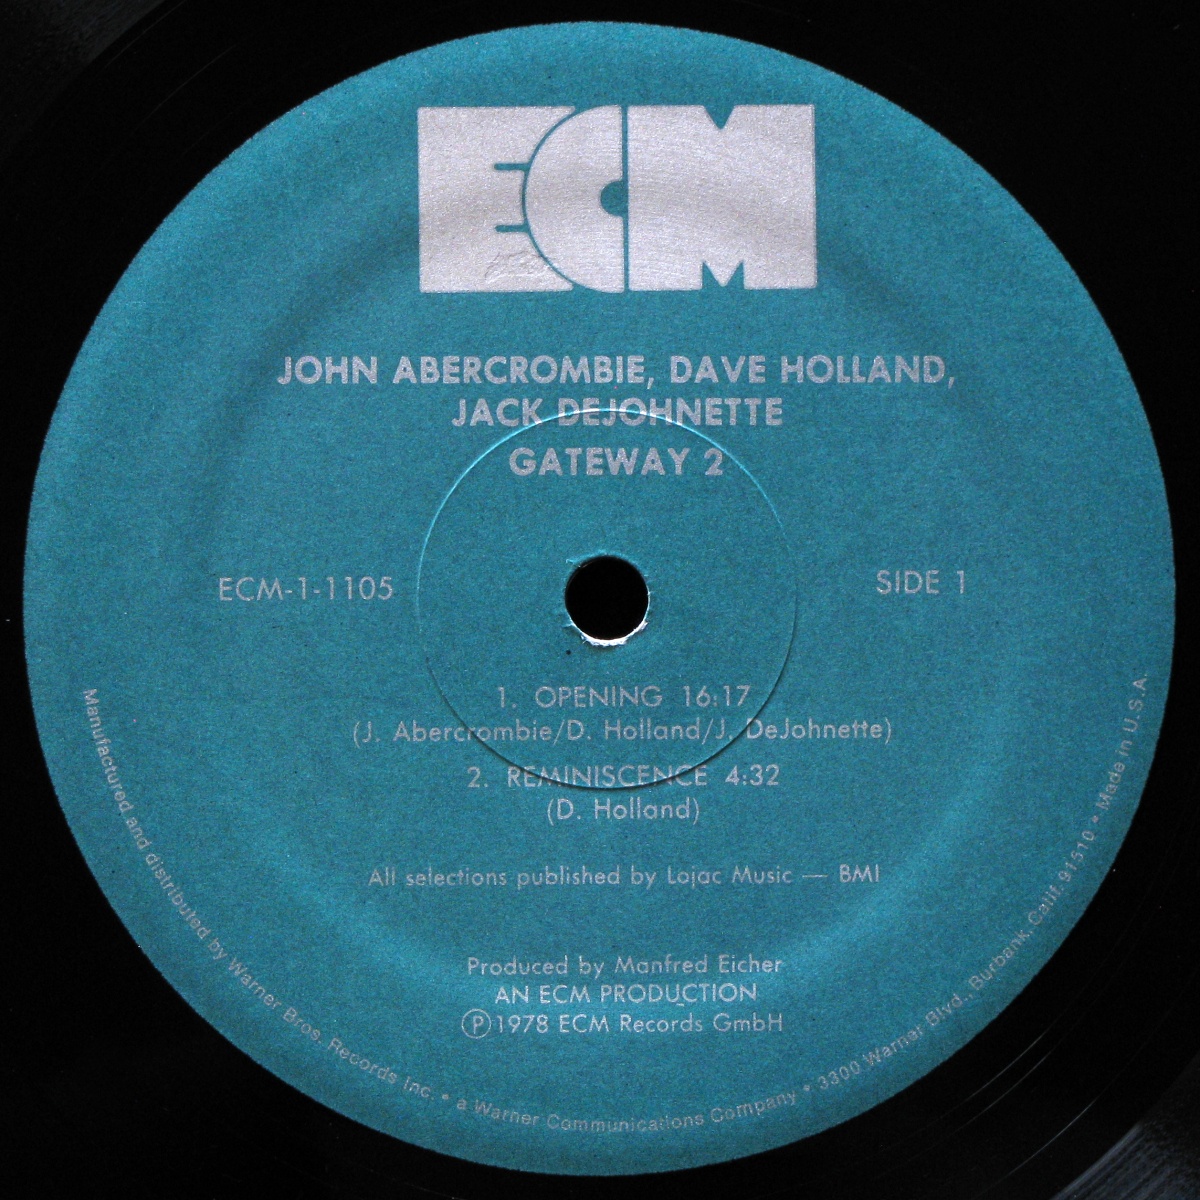 ECM
JOHN ABERCROMBIE, DAVE HOLLAND,
JACK DEJOHNETTE
GATEWAY 2
ECM-1-1105
SIDE 1
1. OPENING 16:17
(J. Abercrombie/D. Holland/J. DeJohnette)
2. REMINISCENCE 4:32
(D. Holland)
All selections published by Lojac Music — BMI
Produced by Manfred Eicher
AN ECM PRODUCTION
Ⓟ1978 ECM Records GmbH
Manufactured and distributed by Warner Bros. Records Inc. • a Warner Communications Company • 3300 Warner Blvd., Burbank, Calif. 91510 • Made in U.S.A.